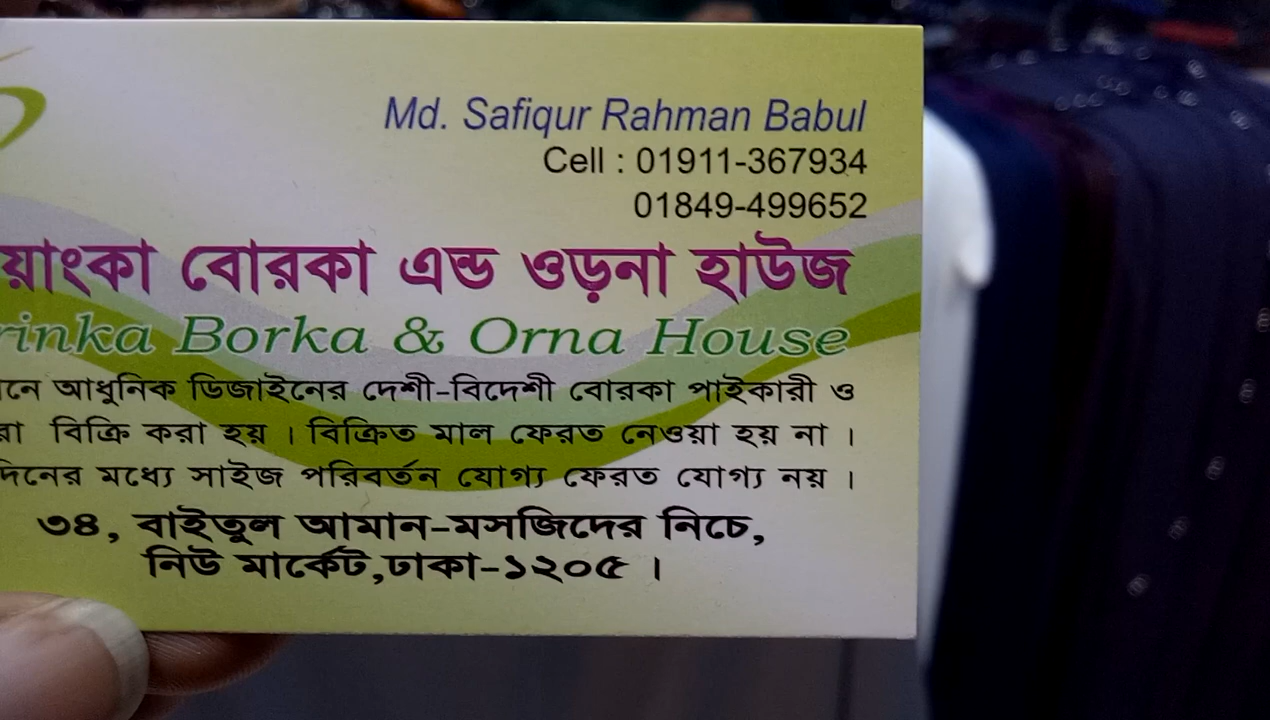 Md. Safiqur Rahman Babul
Cell : 01911-367934
01849-499652
য়াংকা বোরকা এন্ড ওড়না হাউজ
rinka Borka & Orna House
নে আধুনিক ডিজাইনের দেশী-বিদেশী বোরকা পাইকারী ও
রা বিক্রি করা হয় । বিক্রিত মাল ফেরত নেওয়া হয় না ।
দিনের মধ্যে সাইজ পরিবর্তন যোগ্য ফেরত যোগ্য নয় ।
৩৪, বাইতুল আমান-মসজিদের নিচে,
নিউ মার্কেট,ঢাকা-১২০৫ ।